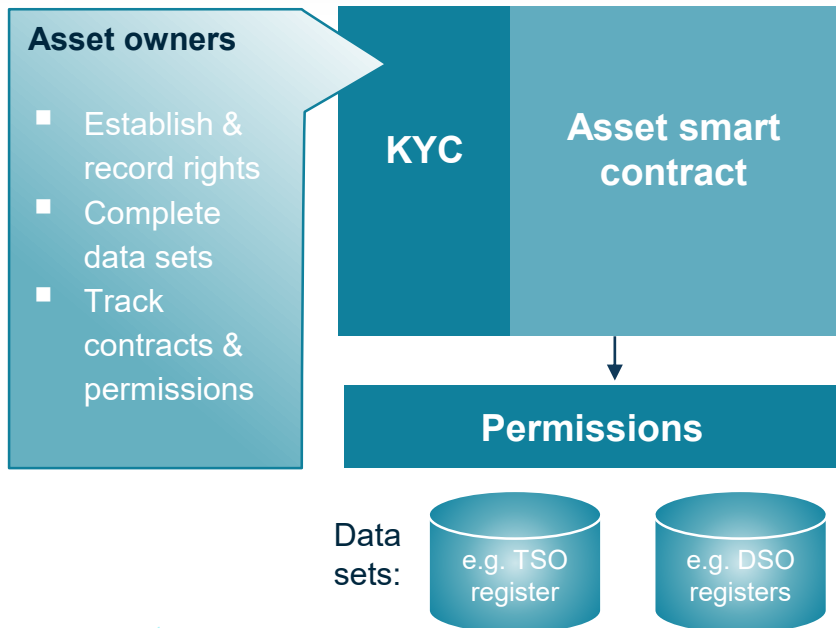 Asset owners
Establish &
record rights
Complete
data sets
Track
contracts &
permissions
KYC
Asset smart
contract
Permissions
Data
sets:
e.g. TSO
register
e.g. DSO
registers